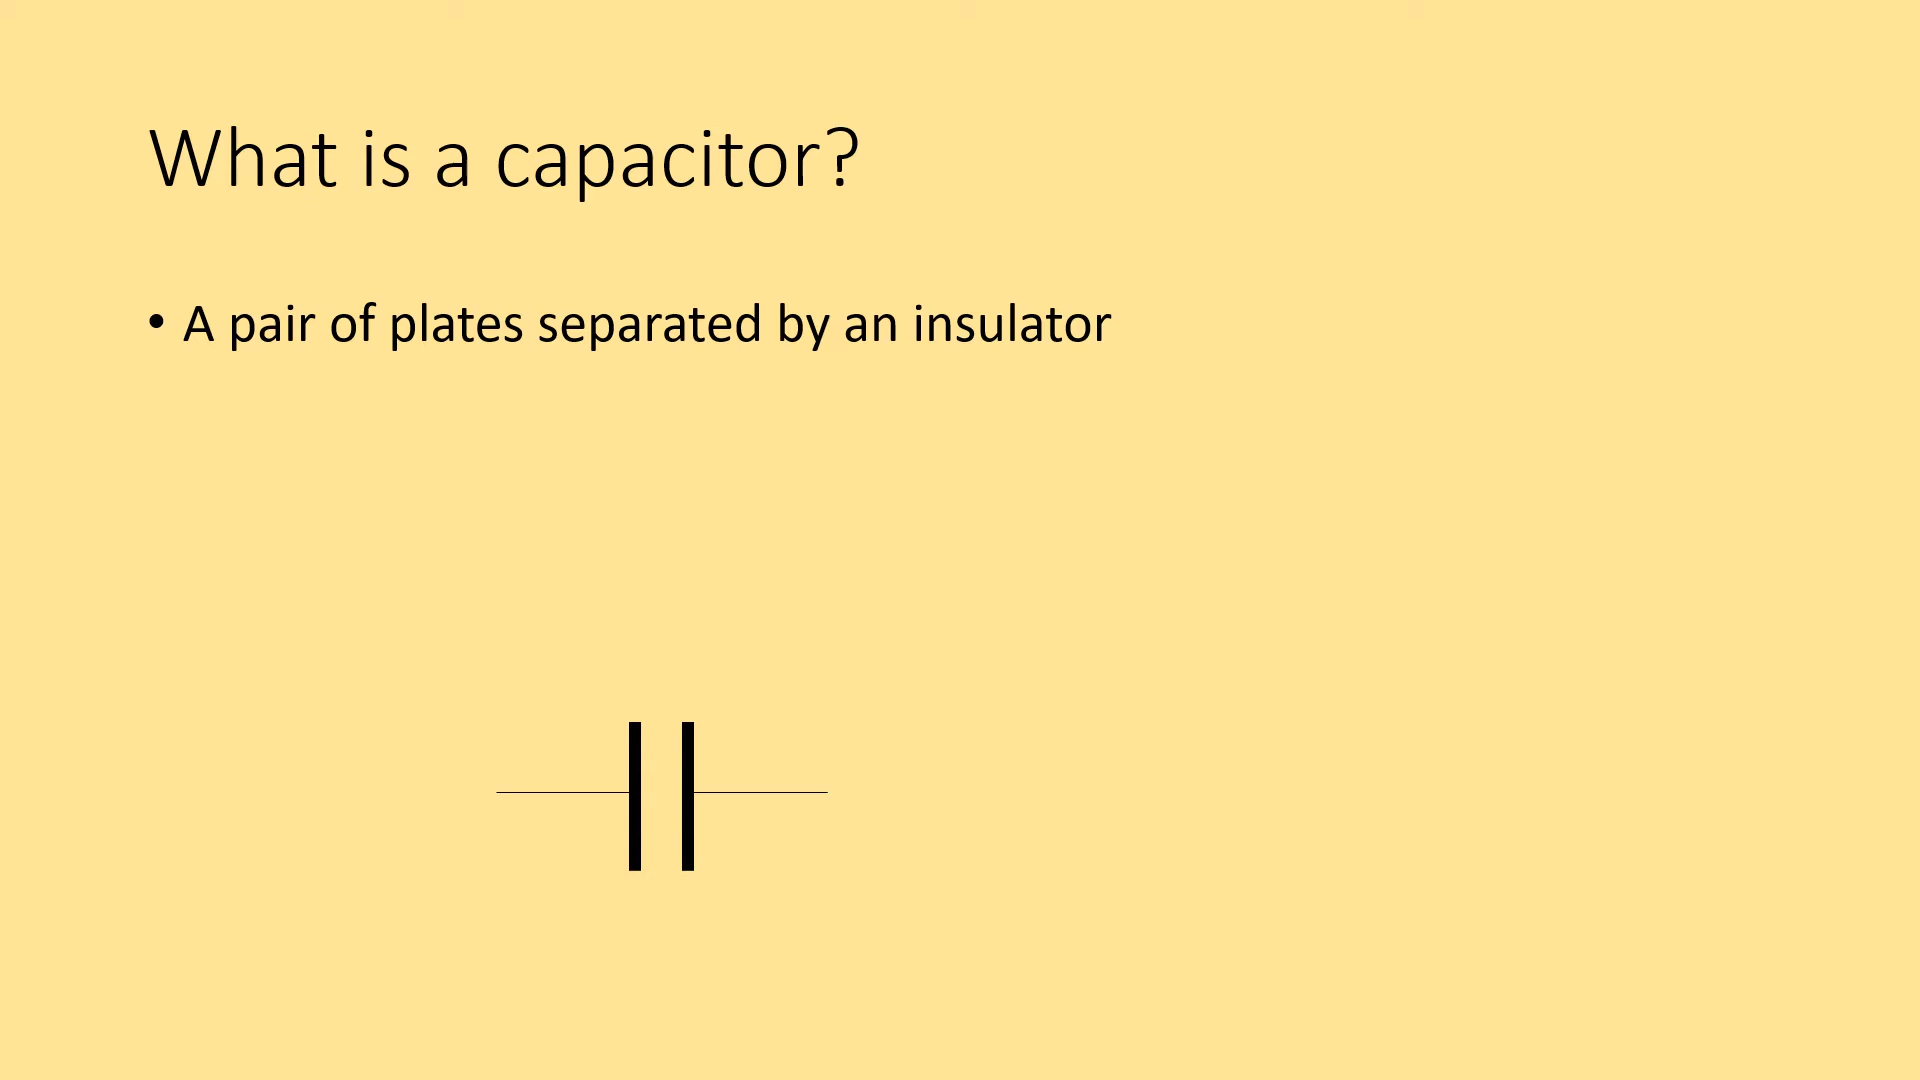 What is a capacitor?
• A pair of plates separated by an insulator